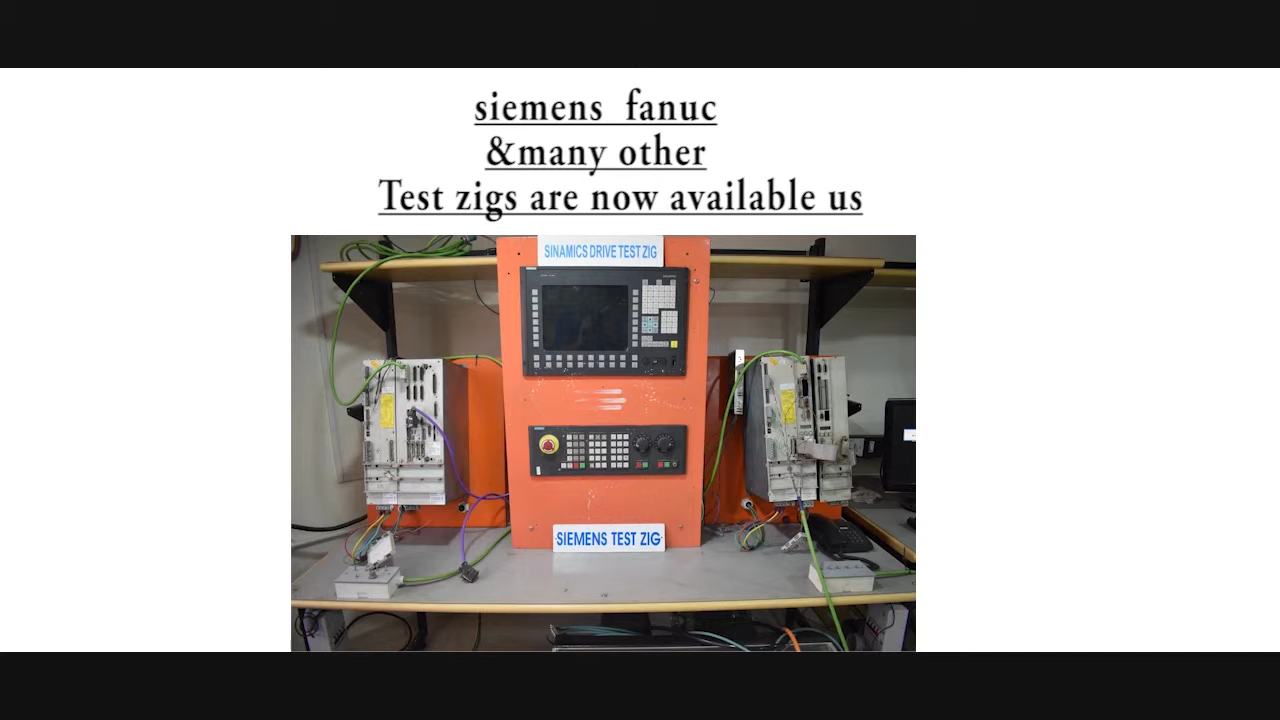 siemens fanuc
&many other
Test zigs are now available us
SINAMICS DRIVE TEST ZIG
SIEMENS TEST ZIG